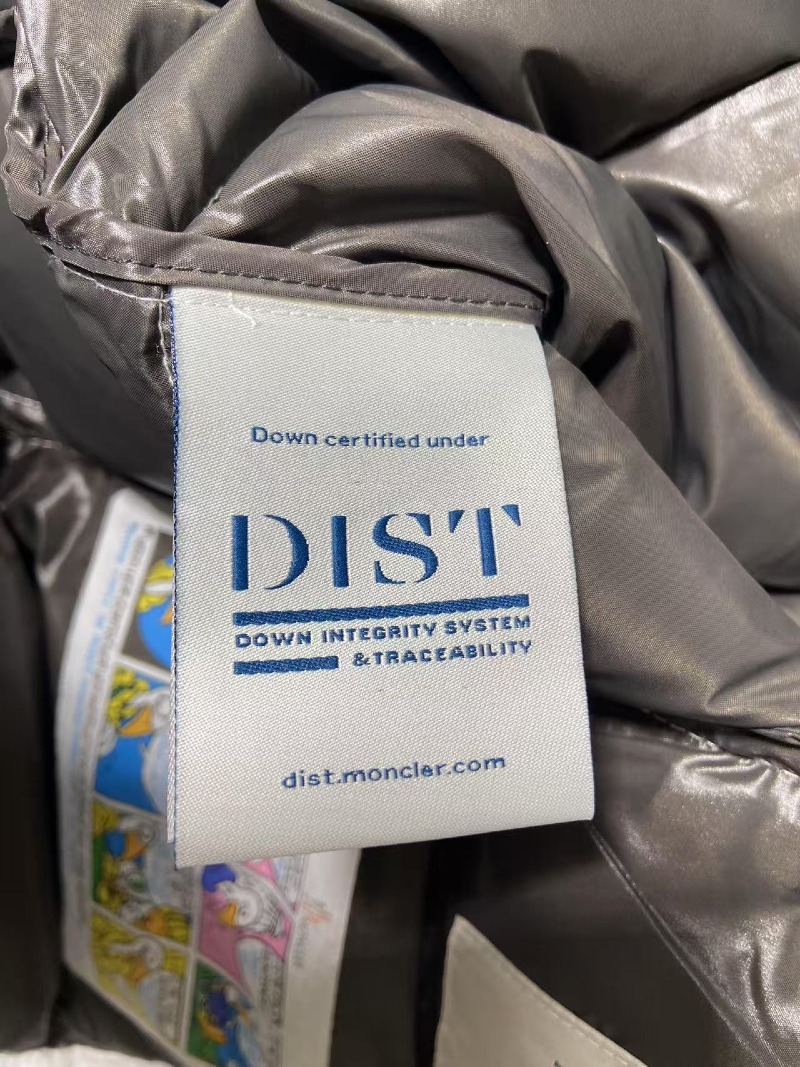 Down certified under
DIST
DOWN INTEGRITY SYSTEM
&TRACEABILITY
dist.moncler.com